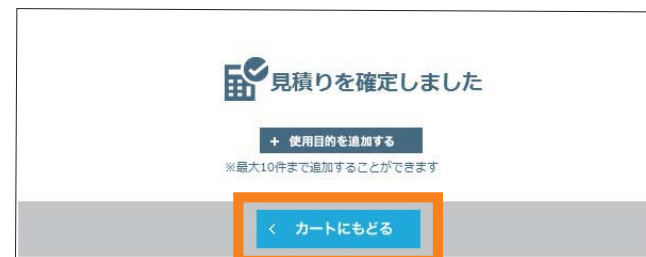 見積りを確定しました
+ 使用目的を追加する
※最大10件まで追加することができます
< カートにもどる